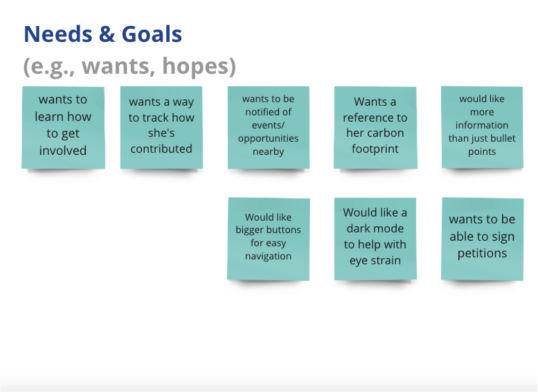 Needs & Goals
(e.g., wants, hopes)
wants to
learn how
to get
involved
wants a way
to track how
she's
contributed
wants to be
notified of
events/
opportunities
nearby
Wants a
reference to
her carbon
footprint
would like
more
information
than just bullet
points
Would like
bigger buttons
for easy
navigation
Would like a
dark mode
to help with
eye strain
wants to be
able to sign
petitions